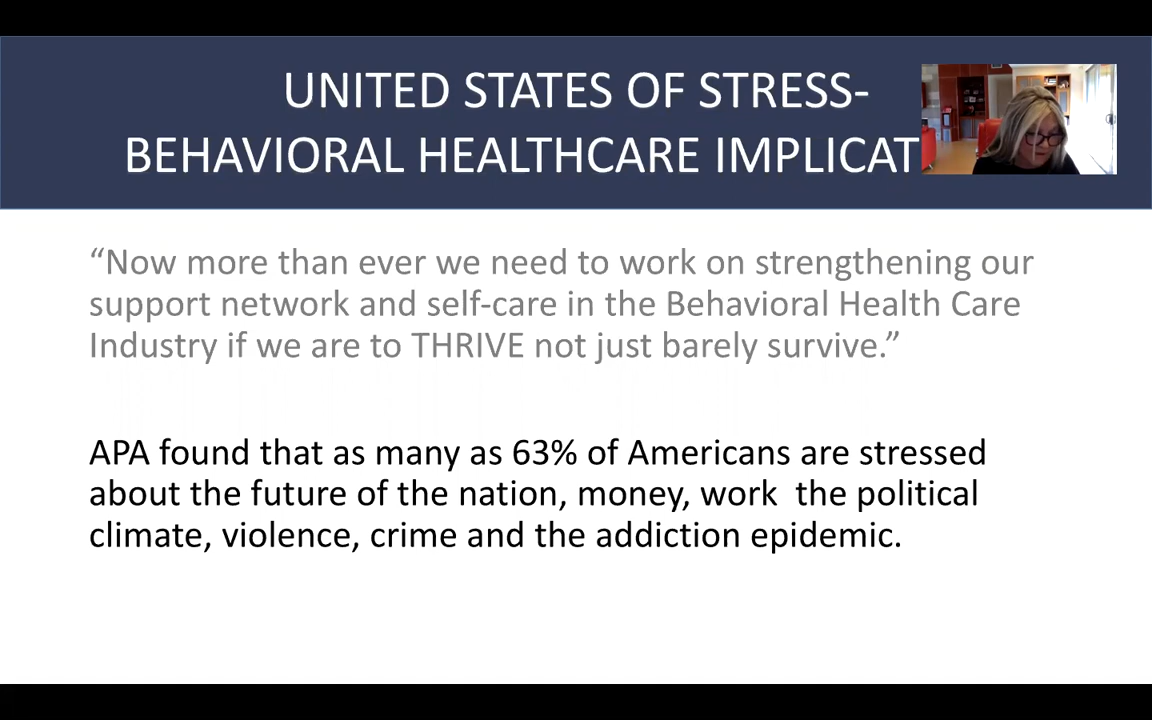 UNITED STATES OF STRESS-
BEHAVIORAL HEALTHCARE IMPLICAT
“Now more than ever we need to work on strengthening our
support network and self-care in the Behavioral Health Care
Industry if we are to THRIVE not just barely survive.”
APA found that as many as 63% of Americans are stressed
about the future of the nation, money, work  the political
climate, violence, crime and the addiction epidemic.